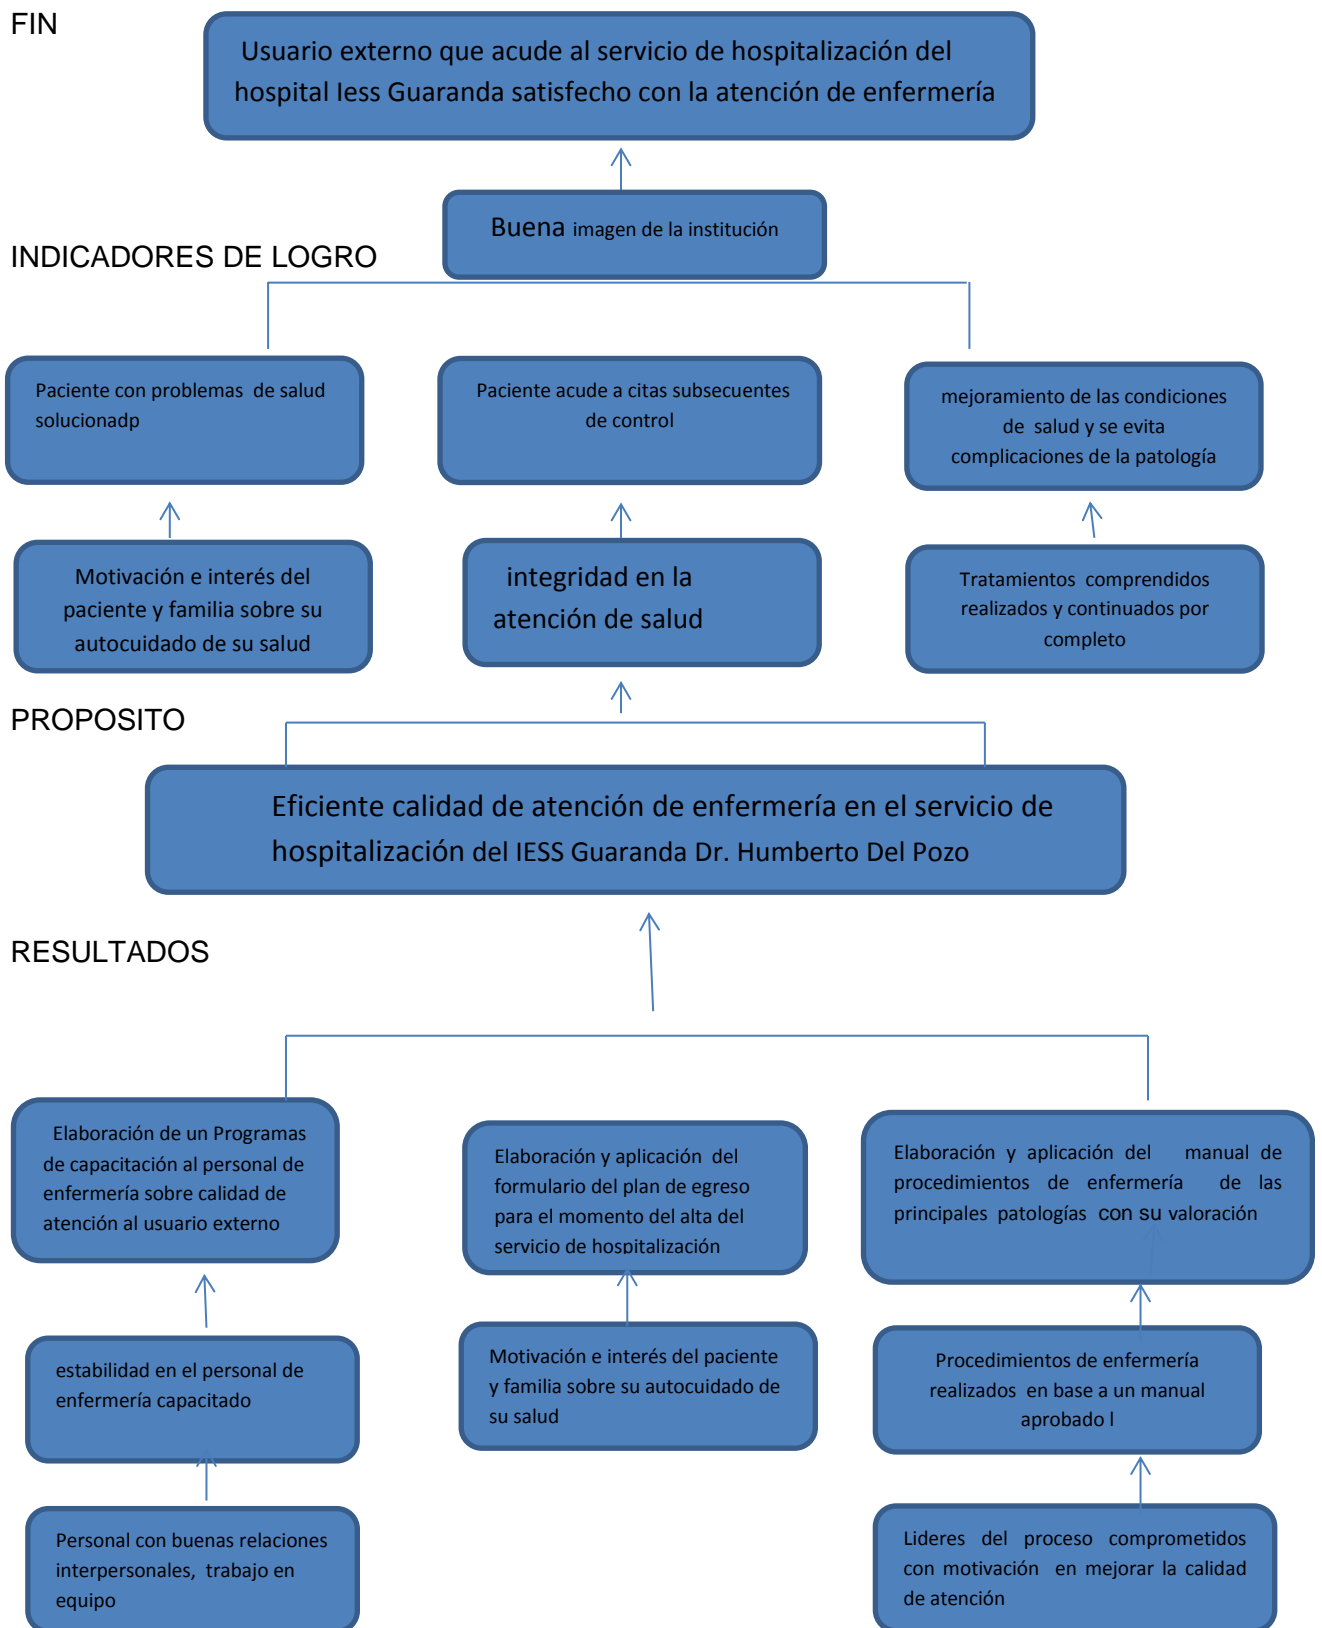 FIN
Usuario externo que acude al servicio de hospitalización del
hospital Iess Guaranda satisfecho con la atención de enfermería
Buena imagen de la institución
INDICADORES DE LOGRO
Paciente con problemas de salud
solucionadp
Paciente acude a citas subsecuentes
de control
mejoramiento de las condiciones
de salud y se evita
complicaciones de la patología
Motivación e interés del
paciente y familia sobre su
autocuidado de su salud
integridad en la
atención de salud
Tratamientos comprendidos
realizados y continuados por
completo
PROPOSITO
Eficiente calidad de atención de enfermería en el servicio de
hospitalización del IESS Guaranda Dr. Humberto Del Pozo
RESULTADOS
Elaboración de un Programas
de capacitación al personal de
enfermería sobre calidad de
atención al usuario externo
Elaboración y aplicación del
formulario del plan de egreso
para el momento del alta del
servicio de hospitalización
Elaboración y aplicación del manual de
procedimientos de enfermería de las
principales patologías con su valoración
estabilidad en el personal de
enfermería capacitado
Motivación e interés del paciente
y familia sobre su autocuidado de
su salud
Procedimientos de enfermería
realizados en base a un manual
aprobado l
Personal con buenas relaciones
interpersonales, trabajo en
equipo
Lideres del proceso comprometidos
con motivación en mejorar la calidad
de atención